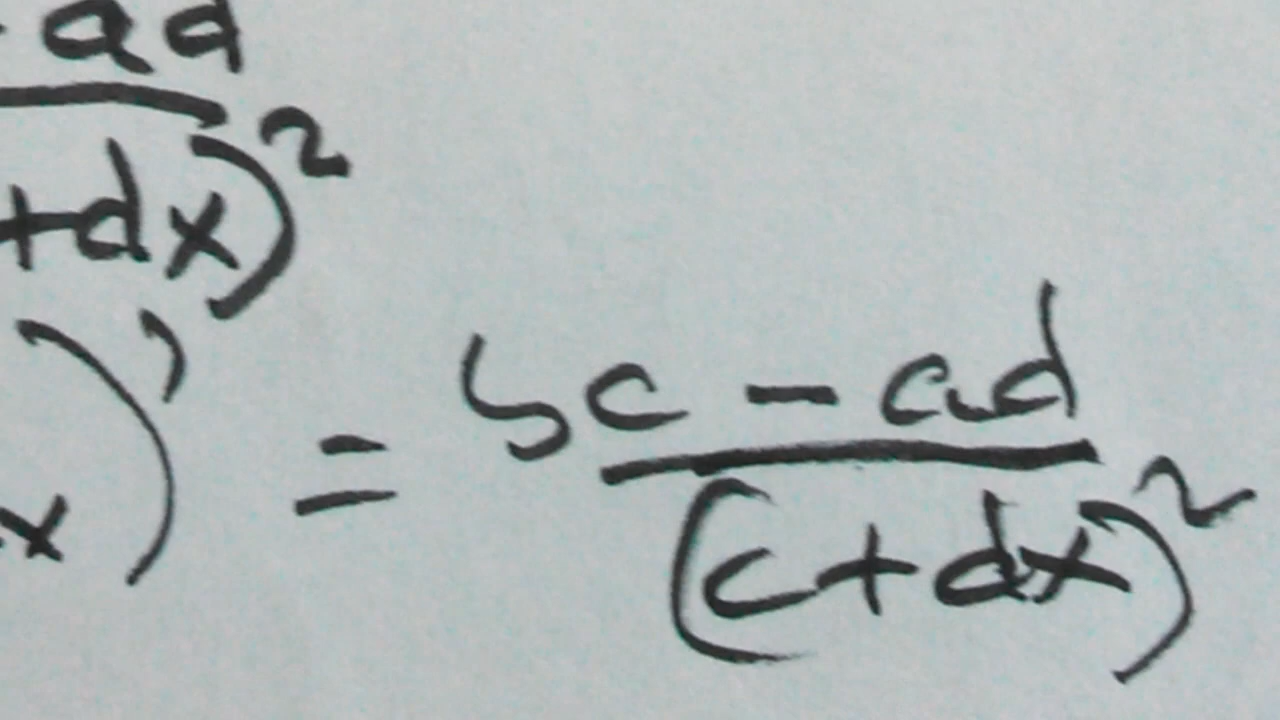 ad
+dx)²
)' = bc - ad
x) (c+dx)²